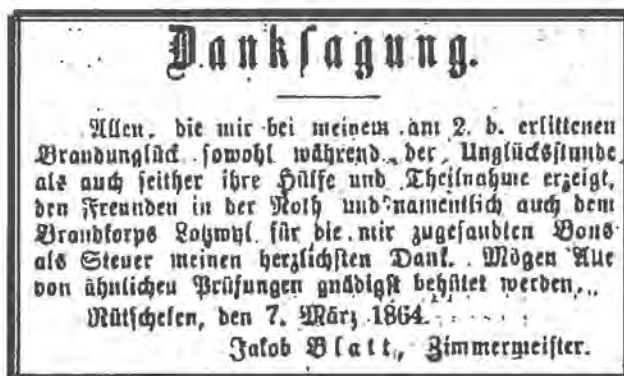 Danksagung.
Allen, die mir bei meinem am 2. d. erlittenen
Brandunglück sowohl während der Unglücksstunde
als auch seither ihre Hülfe und Theilnahme erzeigt,
den Freunden in der Noth und namentlich auch dem
Brandkorps Lotzwyl für die mir zugesandten Bons
als Steuer meinen herzlichsten Dank. Mögen Alle
von ähnlichen Prüfungen gnädigst behütet werden.
Rütschelen, den 7. März 1864.
Jakob Blatt, Zimmermeister.